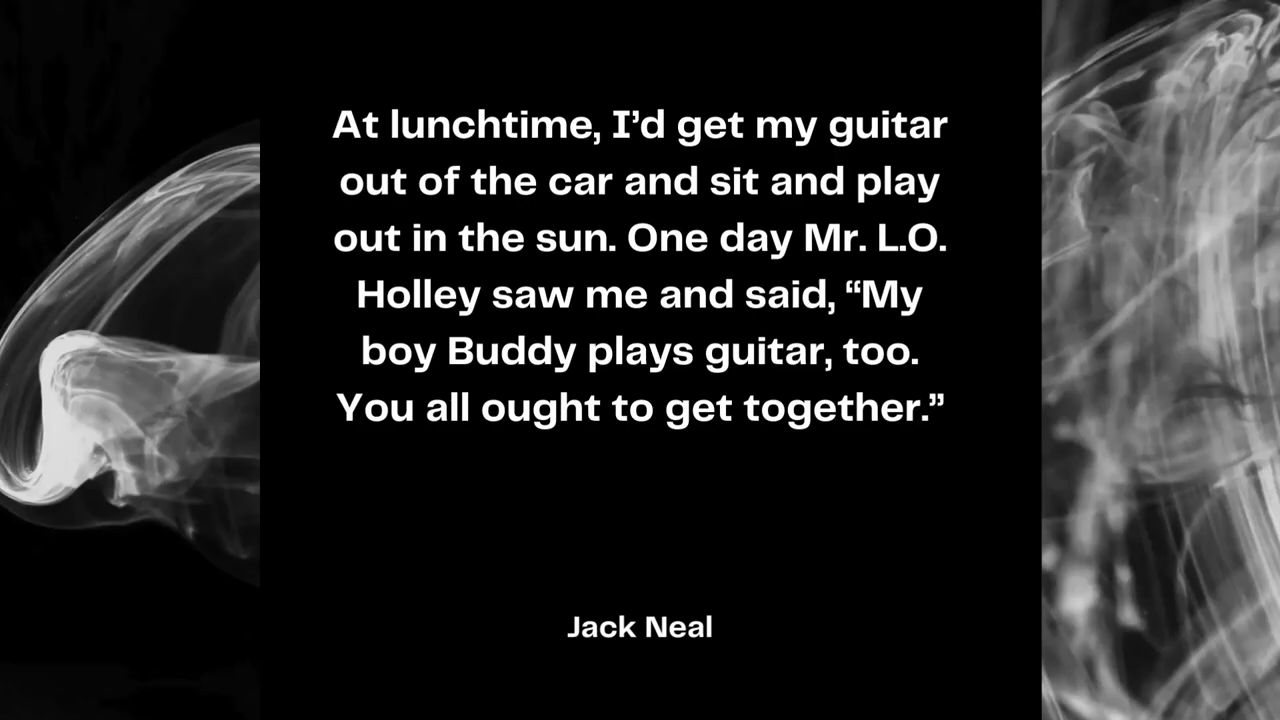 At lunchtime, I’d get my guitar
out of the car and sit and play
out in the sun. One day Mr. L.O.
Holley saw me and said, “My
boy Buddy plays guitar, too.
You all ought to get together.”
Jack Neal